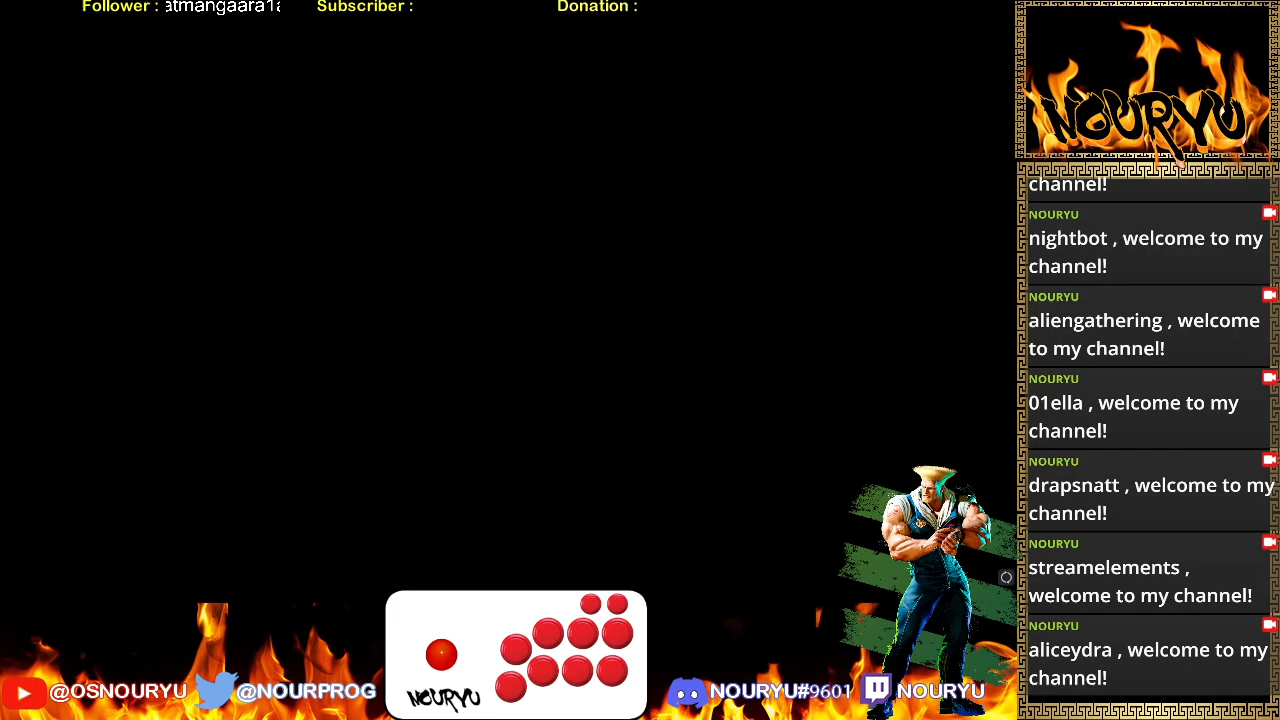 Follower :
Subscriber :
Donation :
NOURYU
channel!
NOURYU
nightbot , welcome to my
channel!
NOURYU
aliengathering , welcome
to my channel!
NOURYU
01ella , welcome to my
channel!
NOURYU
drapsnatt , welcome to my
channel!
NOURYU
streamelements ,
welcome to my channel!
NOURYU
aliceydra , welcome to my
channel!
@OSNOURYU
@NOURPROG
NOURYU
NOURYU#9601
NOURYU